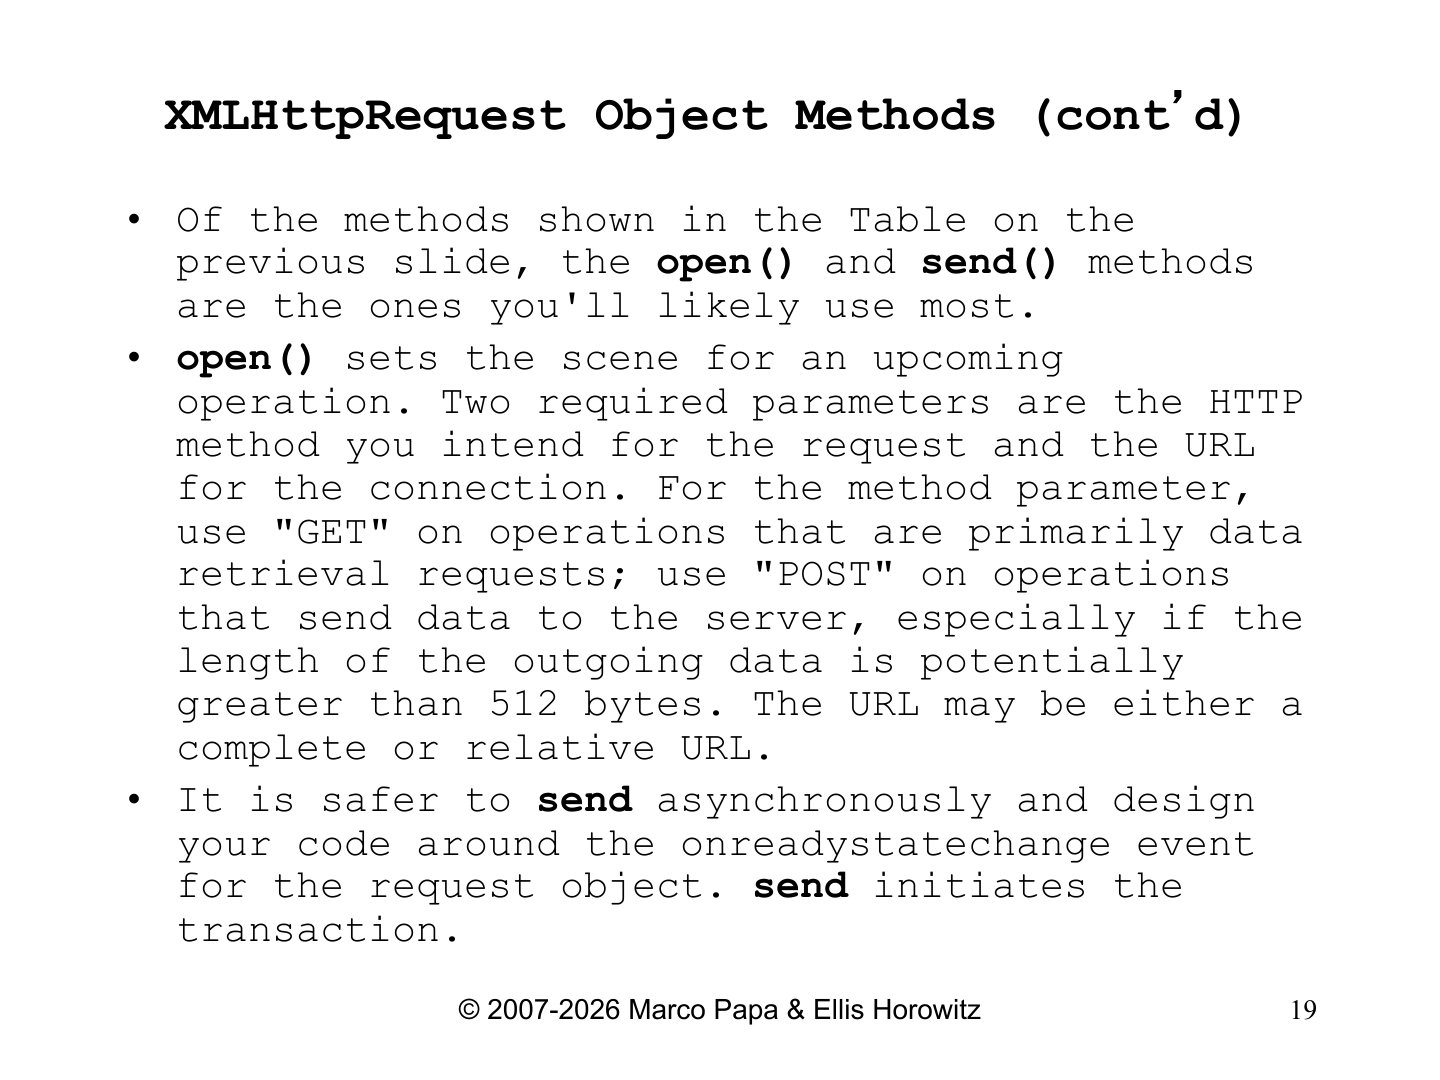 XMLHttpRequest Object Methods (cont’d)
• Of the methods shown in the Table on the
previous slide, the open() and send() methods
are the ones you'll likely use most.
• open() sets the scene for an upcoming
operation. Two required parameters are the HTTP
method you intend for the request and the URL
for the connection. For the method parameter,
use "GET" on operations that are primarily data
retrieval requests; use "POST" on operations
that send data to the server, especially if the
length of the outgoing data is potentially
greater than 512 bytes. The URL may be either a
complete or relative URL.
• It is safer to send asynchronously and design
your code around the onreadystatechange event
for the request object. send initiates the
transaction.
© 2007-2026 Marco Papa & Ellis Horowitz
19